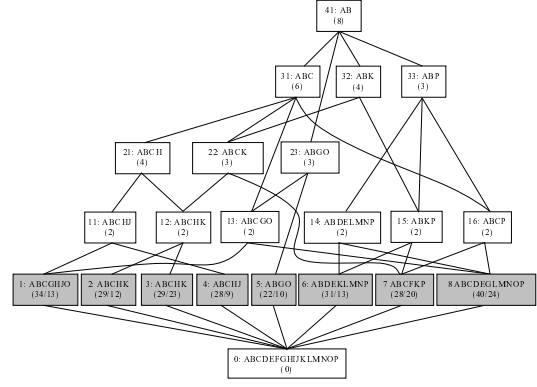 41: AB
(8)
31: ABC
(6)
32: ABK
(4)
33: ABP
(3)
21: ABCH
(4)
22: ABCK
(3)
23: ABGO
(3)
11: ABCHJ
(2)
12: ABCHK
(2)
13: ABCGO
(2)
14: ABDELMNP
(2)
15: ABKP
(2)
16: ABCP
(2)
1: ABCGHJO
(34/13)
2: ABCHK
(29/12)
3: ABCHK
(29/23)
4: ABCHJ
(28/9)
5: ABGO
(22/10)
6: ABDEKLMNP
(31/13)
7 ABCFKP
(28/20)
8 ABCDEGLMNOP
(40/24)
0: ABCDEFGHIJKLMNOP
(0)